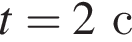 t = 2 с